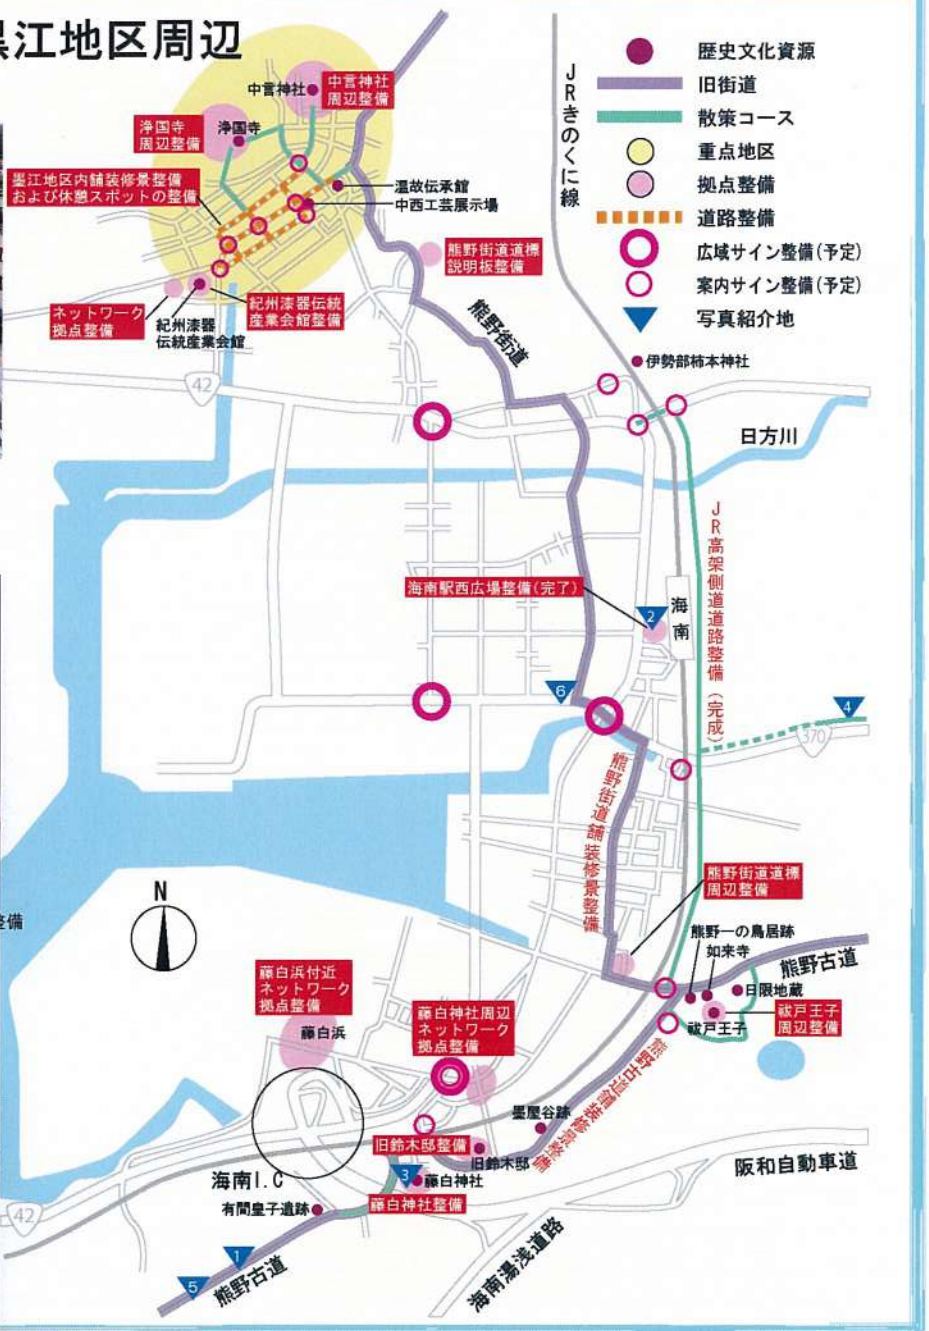 江地区周辺
歴史文化資源
旧街道
散策コース
重点地区
拠点整備
道路整備
広域サイン整備(予定)
案内サイン整備(予定)
写真紹介地
JRきのくに線
中言神社
中言神社
周辺整備
浄国寺
周辺整備
浄国寺
墨江地区内舗装修景整備
および休憩スポットの整備
温故伝承館
中西工芸展示場
熊野街道道標
説明板整備
ネットワーク
拠点整備
紀州漆器
伝統産業会館
紀州漆器伝統
産業会館整備
熊野街道
伊勢部柿本神社
42
日方川
JR高架側道道路整備(完成)
海南駅西広場整備(完了)
2
海南
6
4
370
熊野街道舗装修景整備
熊野街道道標
周辺整備
整備
N
熊野一の鳥居跡
如来寺
熊野古道
日限地蔵
祓戸王子
祓戸王子
周辺整備
藤白浜付近
ネットワーク
拠点整備
藤白浜
藤白神社周辺
ネットワーク
拠点整備
熊野古道舗装修景整備
墨屋谷跡
旧鈴木邸整備
旧鈴木邸
海南I.C
3
藤白神社
藤白神社整備
阪和自動車道
有間皇子遺跡
42
1
5
熊野古道
海南湯浅道路